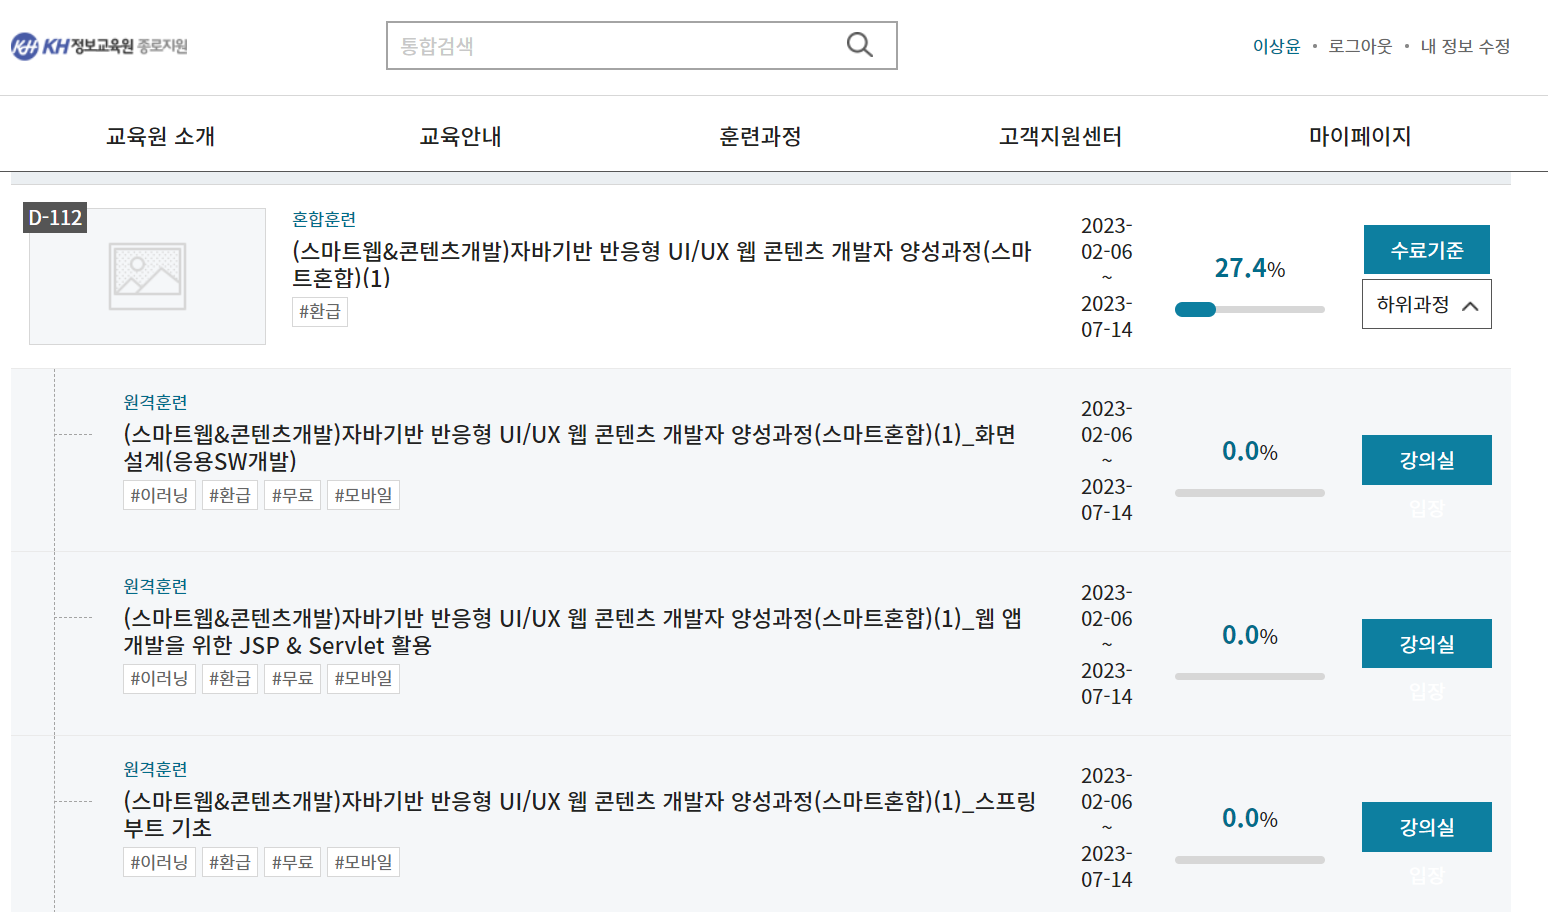 KH KH정보교육원 종로지원
통합검색
이상윤 • 로그아웃 • 내 정보 수정
교육원 소개 교육안내 훈련과정 고객지원센터 마이페이지
D-112
혼합훈련
(스마트웹&콘텐츠개발)자바기반 반응형 UI/UX 웹 콘텐츠 개발자 양성과정(스마
트혼합)(1)
#환급
2023-
02-06
~
2023-
07-14
27.4%
수료기준
하위과정
원격훈련
(스마트웹&콘텐츠개발)자바기반 반응형 UI/UX 웹 콘텐츠 개발자 양성과정(스마트혼합)(1)_화면
설계(응용SW개발)
#이러닝 #환급 #무료 #모바일
2023-
02-06
~
2023-
07-14
0.0%
강의실
입장
원격훈련
(스마트웹&콘텐츠개발)자바기반 반응형 UI/UX 웹 콘텐츠 개발자 양성과정(스마트혼합)(1)_웹 앱
개발을 위한 JSP & Servlet 활용
#이러닝 #환급 #무료 #모바일
2023-
02-06
~
2023-
07-14
0.0%
강의실
입장
원격훈련
(스마트웹&콘텐츠개발)자바기반 반응형 UI/UX 웹 콘텐츠 개발자 양성과정(스마트혼합)(1)_스프링
부트 기초
#이러닝 #환급 #무료 #모바일
2023-
02-06
~
2023-
07-14
0.0%
강의실
입장